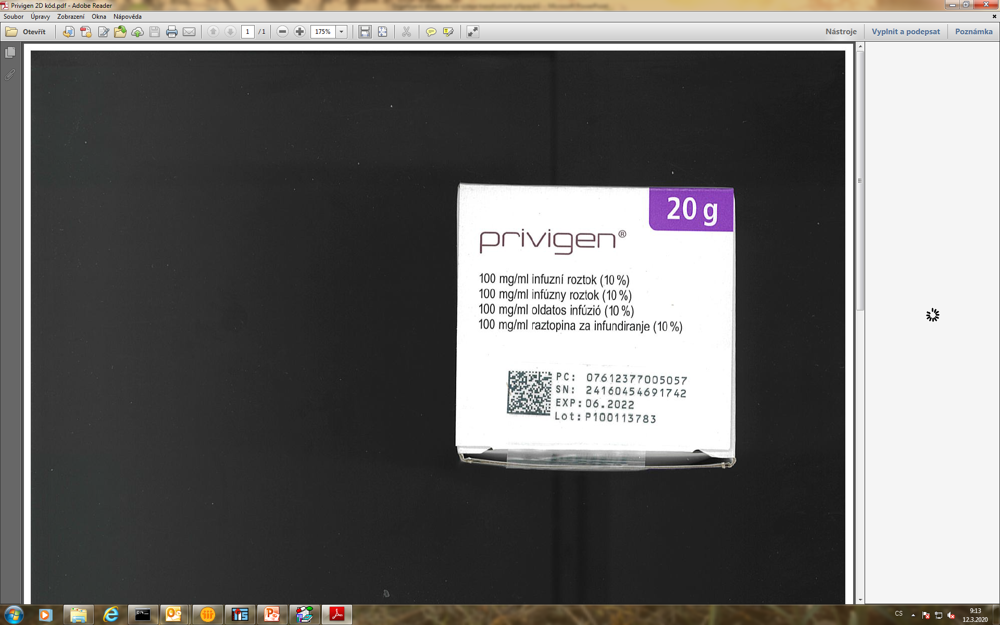 Privigen 2D kód.pdf - Adobe Reader
Soubor Úpravy Zobrazení Okna Nápověda
Otevřít 1 / 1 175% Nástroje Vyplnit a podepsat Poznámka
20 g
privigen®
100 mg/ml infuzní roztok (10 %)
100 mg/ml infúzny roztok (10 %)
100 mg/ml oldatos infúzió (10 %)
100 mg/ml raztopina za infundiranje (10 %)
PC: 07612377005057
SN: 24160454691742
EXP: 06.2022
Lot: P100113783
CS 9:13
12.3.2020